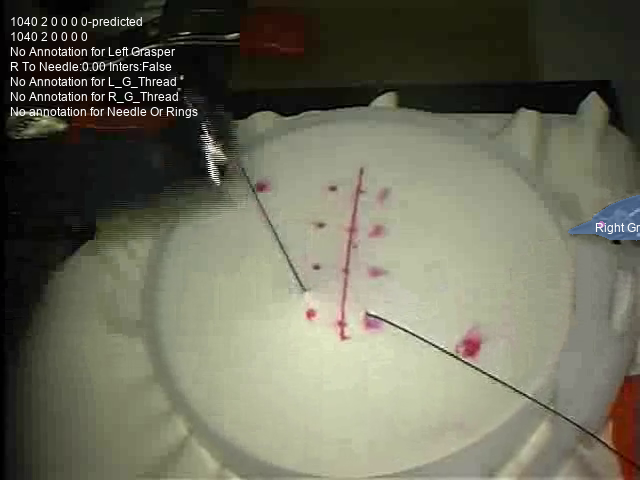 1040 2 0 0 0 0-predicted
1040 2 0 0 0 0
No Annotation for Left Grasper
R To Needle:0.00 Inters:False
No Annotation for L_G_Thread
No Annotation for R_G_Thread
No annotation for Needle Or Rings
Right Gr